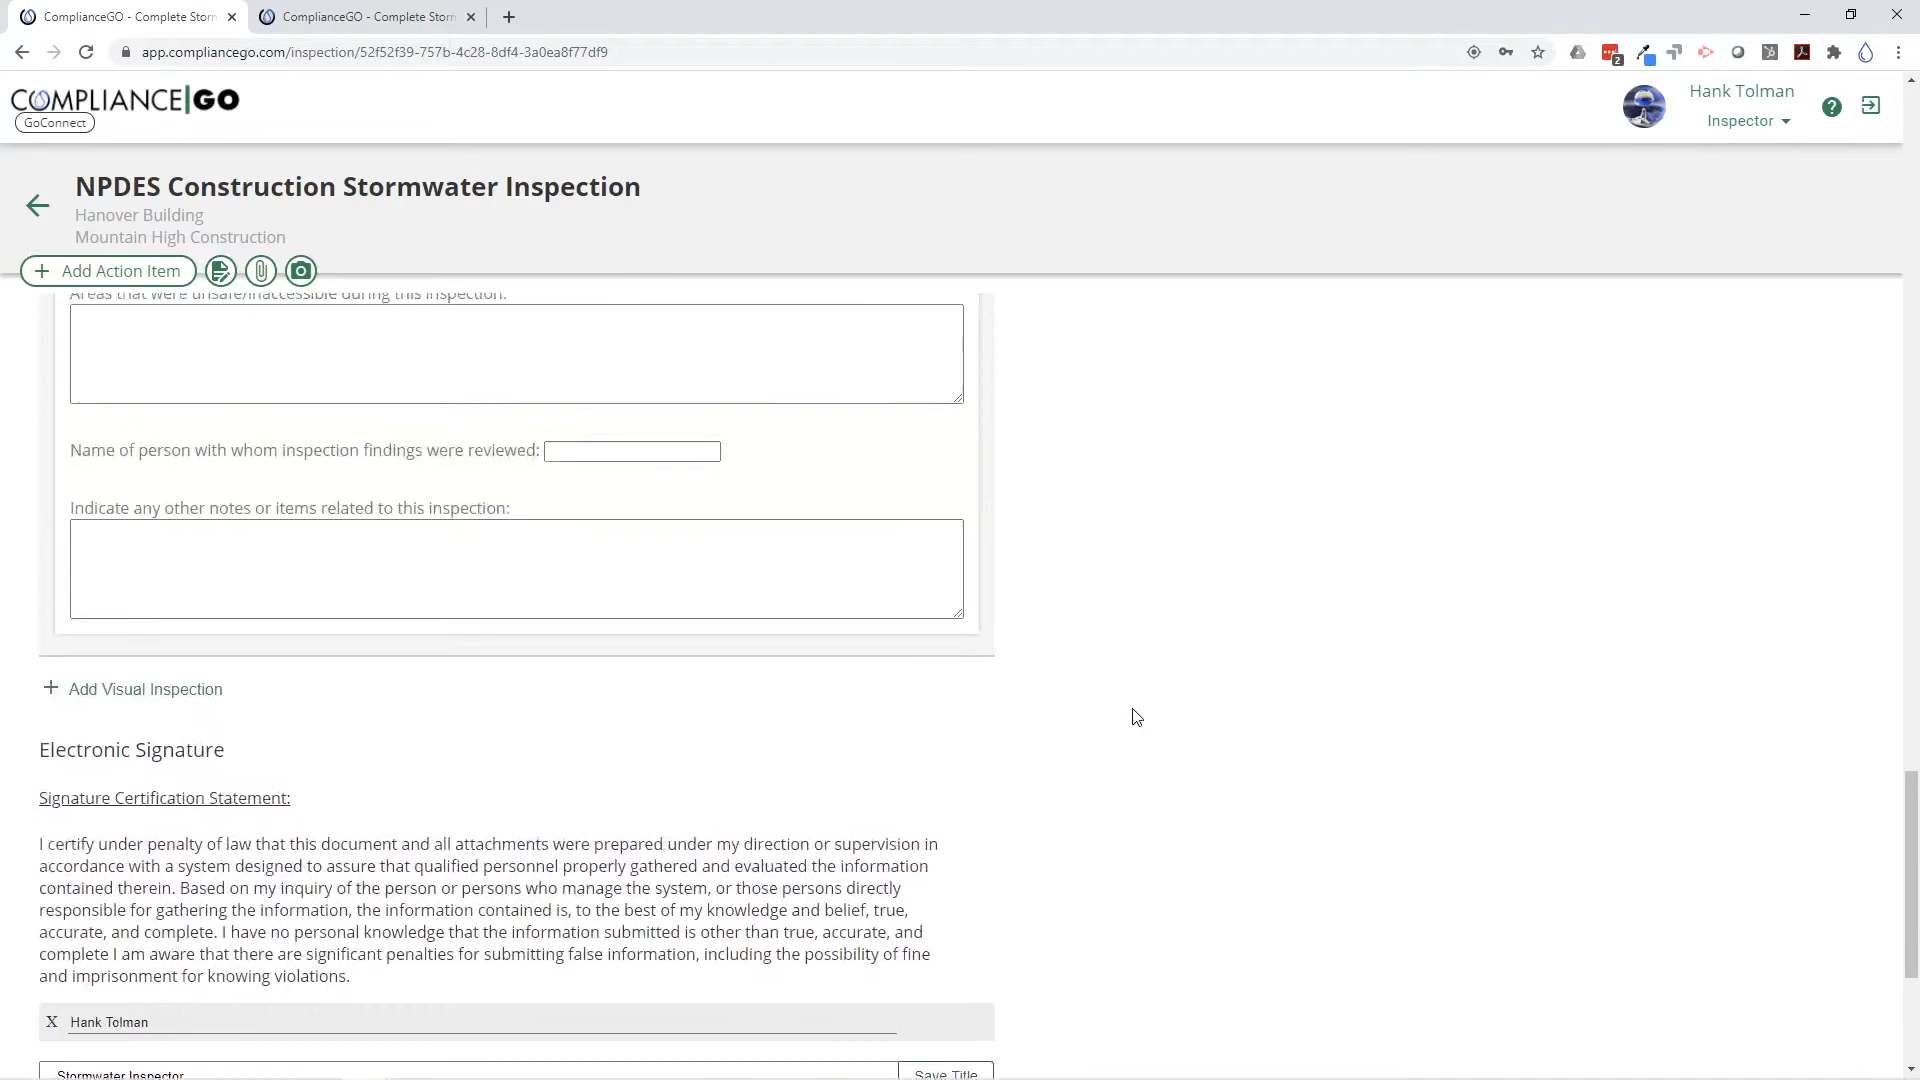 ComplianceGO - Complete Storm
ComplianceGO - Complete Storm
app.compliancego.com/inspection/52f52f39-757b-4c28-8df4-3a0ea8f77df9
2
COMPLIANCE|GO
GoConnect
Hank Tolman
Inspector
?
NPDES Construction Stormwater Inspection
Hanover Building
Mountain High Construction
+ Add Action Item
Areas that were unsafe/inaccessible during this inspection:
Name of person with whom inspection findings were reviewed:
Indicate any other notes or items related to this inspection:
+ Add Visual Inspection
Electronic Signature
Signature Certification Statement:
I certify under penalty of law that this document and all attachments were prepared under my direction or supervision in
accordance with a system designed to assure that qualified personnel properly gathered and evaluated the information
contained therein. Based on my inquiry of the person or persons who manage the system, or those persons directly
responsible for gathering the information, the information contained is, to the best of my knowledge and belief, true,
accurate, and complete. I have no personal knowledge that the information submitted is other than true, accurate, and
complete I am aware that there are significant penalties for submitting false information, including the possibility of fine
and imprisonment for knowing violations.
X Hank Tolman
Stormwater Inspector
Save Title